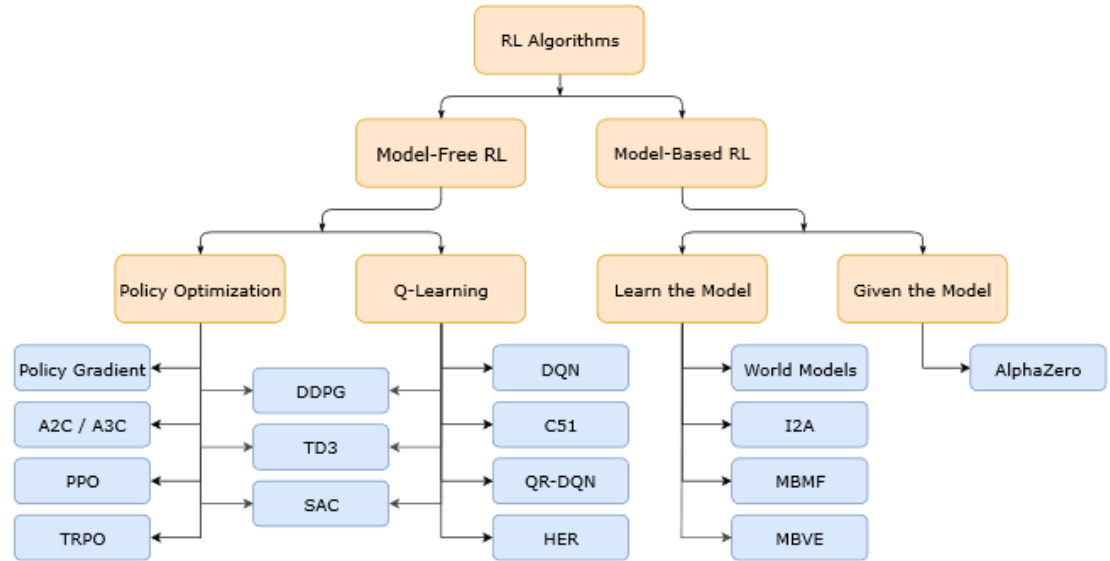 RL Algorithms
Model-Free RL
Model-Based RL
Policy Optimization
Q-Learning
Learn the Model
Given the Model
Policy Gradient
DDPG
DQN
World Models
AlphaZero
A2C / A3C
TD3
C51
I2A
PPO
SAC
QR-DQN
MBMF
TRPO
HER
MBVE